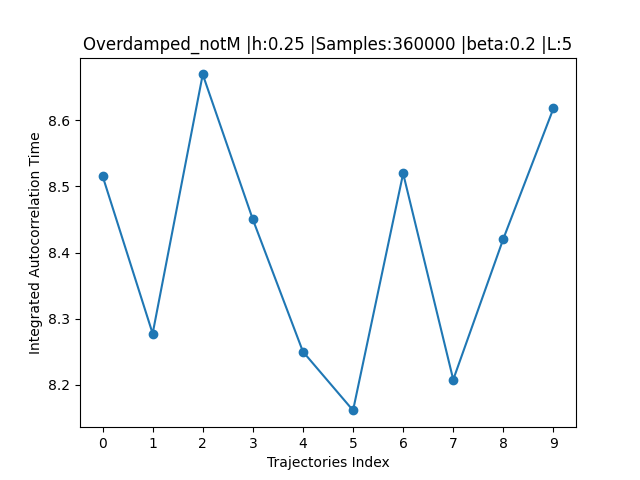 Overdamped_notM |h:0.25 |Samples:360000 |beta:0.2 |L:5
Integrated Autocorrelation Time
8.6
8.5
8.4
8.3
8.2
0 1 2 3 4 5 6 7 8 9
Trajectories Index